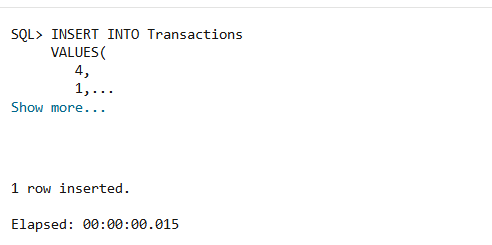 SQL> INSERT INTO Transactions
VALUES(
4,
1,...
Show more...
1 row inserted.
Elapsed: 00:00:00.015